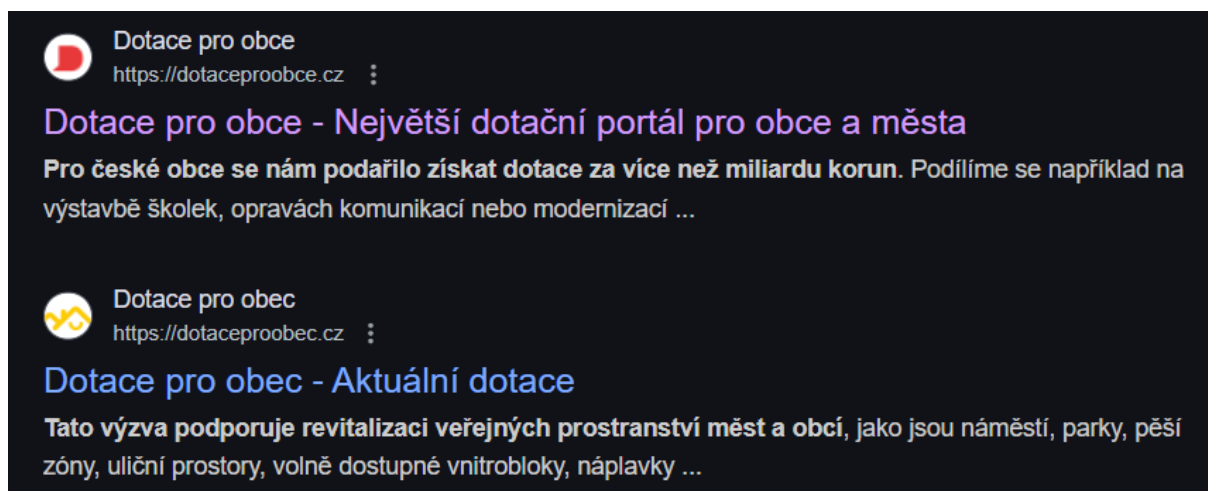 Dotace pro obce
https://dotaceproobce.cz
Dotace pro obce - Největší dotační portál pro obce a města
Pro české obce se nám podařilo získat dotace za více než miliardu korun. Podílíme se například na
výstavbě školek, opravách komunikací nebo modernizací ...
Dotace pro obec
https://dotaceproobec.cz
Dotace pro obec - Aktuální dotace
Tato výzva podporuje revitalizaci veřejných prostranství měst a obcí, jako jsou náměstí, parky, pěší
zóny, uliční prostory, volně dostupné vnitrobloky, náplavky ...